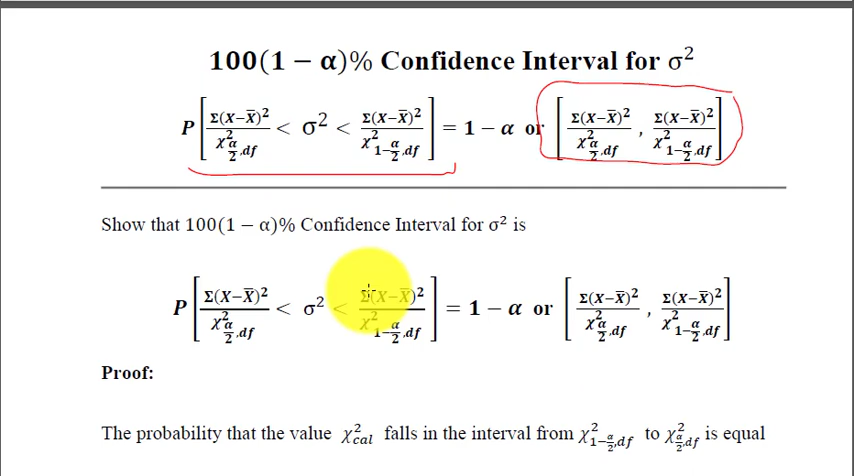 100(1 − α)% Confidence Interval for σ²
P[Σ(X−X̅)²/χ²_{α/2,df} < σ² < Σ(X−X̅)²/χ²_{1−α/2,df}] = 1 − α or [Σ(X−X̅)²/χ²_{α/2,df} , Σ(X−X̅)²/χ²_{1−α/2,df}]
Show that 100(1 − α)% Confidence Interval for σ² is
P[Σ(X−X̅)²/χ²_{α/2,df} < σ² < Σ(X−X̅)²/χ²_{1−α/2,df}] = 1 − α or [Σ(X−X̅)²/χ²_{α/2,df} , Σ(X−X̅)²/χ²_{1−α/2,df}]
Proof:
The probability that the value χ²_{cal} falls in the interval from χ²_{1−α/2,df} to χ²_{α/2,df} is equal